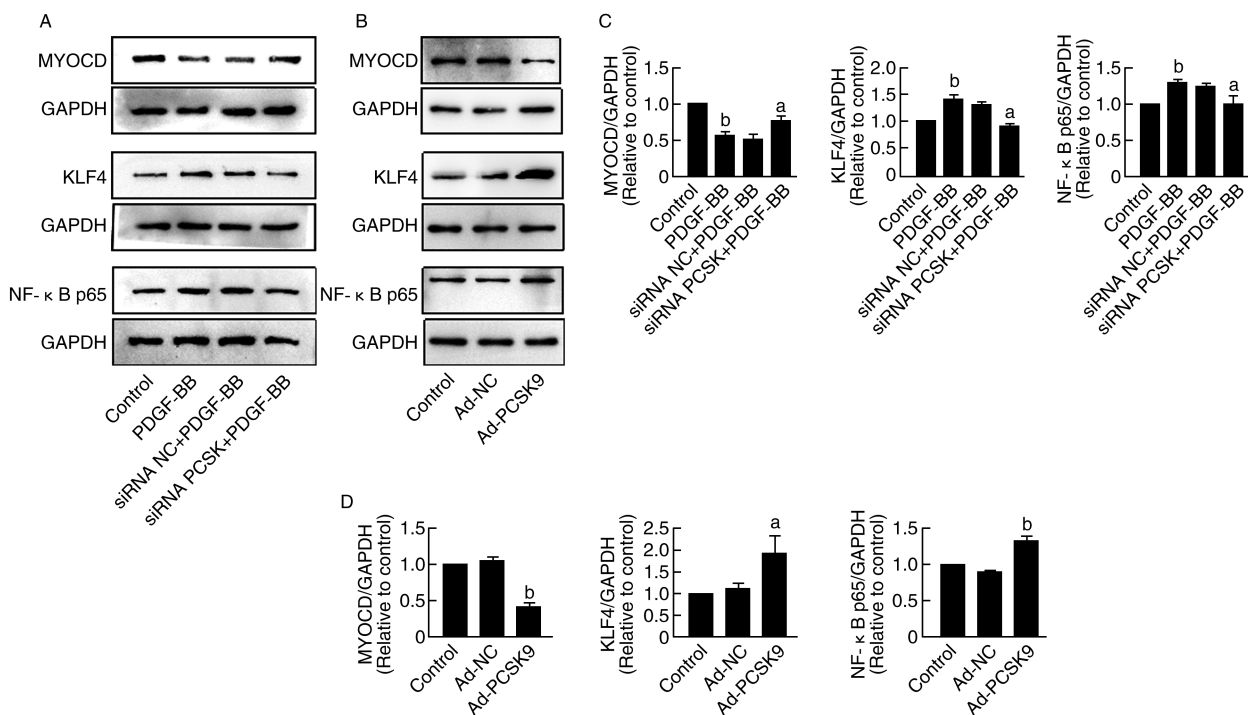 A
MYOCD
GAPDH
KLF4
GAPDH
NF- κ B p65
GAPDH
Control
PDGF-BB
siRNA NC+PDGF-BB
siRNA PCSK+PDGF-BB
B
MYOCD
GAPDH
KLF4
GAPDH
NF- κ B p65
GAPDH
Control
Ad-NC
Ad-PCSK9
C
MYOCD/GAPDH
(Relative to control)
1.5
1.0
0.5
0
b
a
Control
PDGF-BB
siRNA NC+PDGF-BB
siRNA PCSK+PDGF-BB
KLF4/GAPDH
(Relative to control)
2.0
1.5
1.0
0.5
0
b
a
Control
PDGF-BB
siRNA NC+PDGF-BB
siRNA PCSK+PDGF-BB
NF- κ B p65/GAPDH
(Relative to control)
1.5
1.0
0.5
0
b
a
Control
PDGF-BB
siRNA NC+PDGF-BB
siRNA PCSK+PDGF-BB
D
MYOCD/GAPDH
(Relative to control)
1.5
1.0
0.5
0
b
Control
Ad-NC
Ad-PCSK9
KLF4/GAPDH
(Relative to control)
2.5
2.0
1.5
1.0
0.5
0
a
Control
Ad-NC
Ad-PCSK9
NF- κ B p65/GAPDH
(Relative to control)
1.5
1.0
0.5
0
b
Control
Ad-NC
Ad-PCSK9